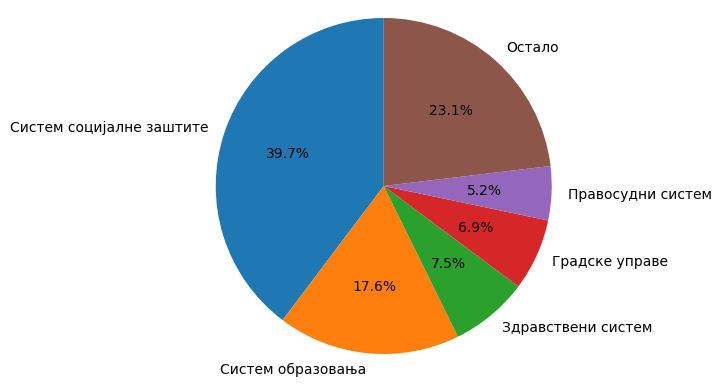 Остало
23.1%
Систем социјалне заштите
39.7%
5.2%
Правосудни систем
6.9%
Градске управе
7.5%
17.6%
Здравствени систем
Систем образовања